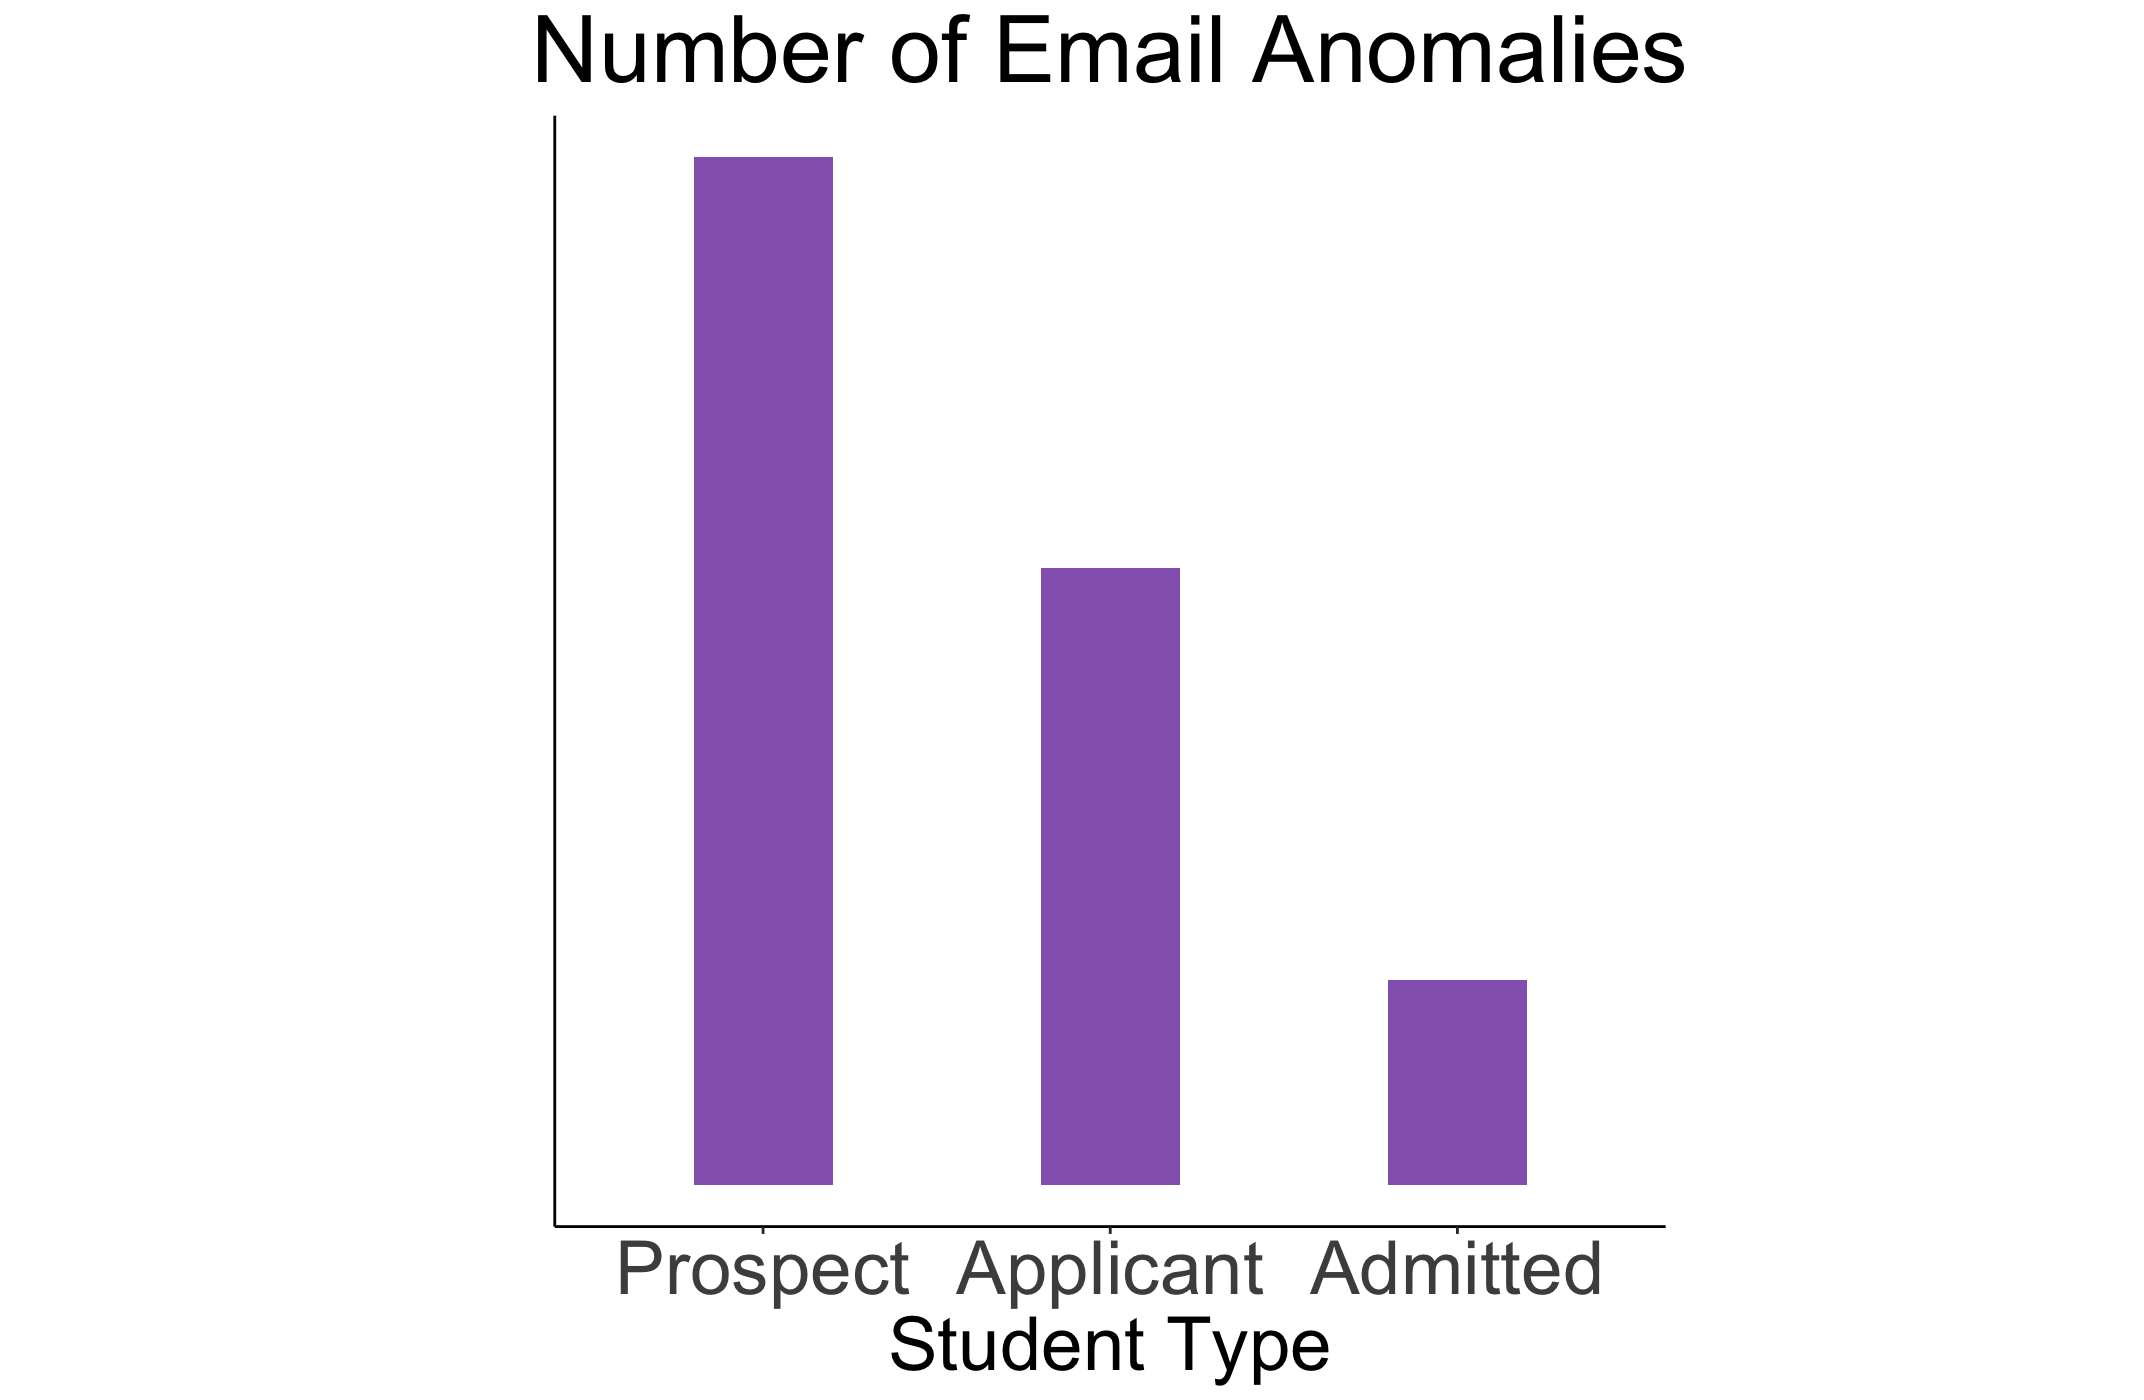 Number of Email Anomalies
Prospect Applicant Admitted
Student Type